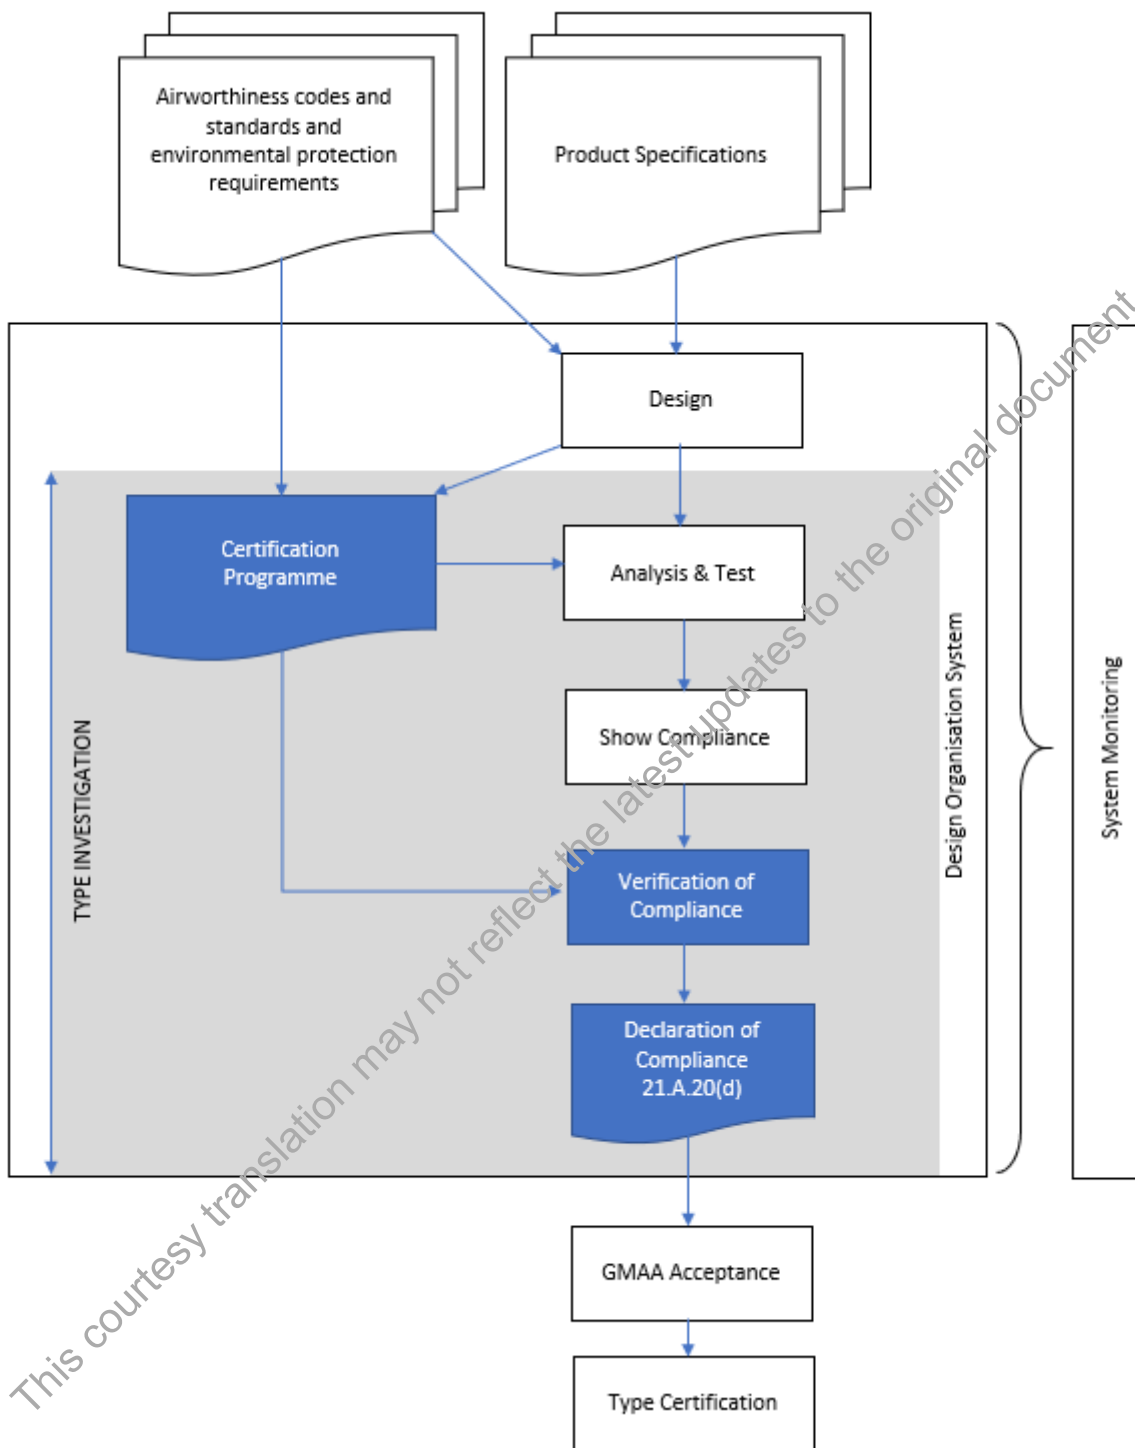 Airworthiness codes and
standards and
environmental protection
requirements
Product Specifications
Design
Certification
Programme
Analysis & Test
Show Compliance
Verification of
Compliance
Declaration of
Compliance
21.A.20(d)
TYPE INVESTIGATION
Design Organisation System
System Monitoring
GMAA Acceptance
Type Certification
This courtesy translation may not reflect the latest updates to the original document